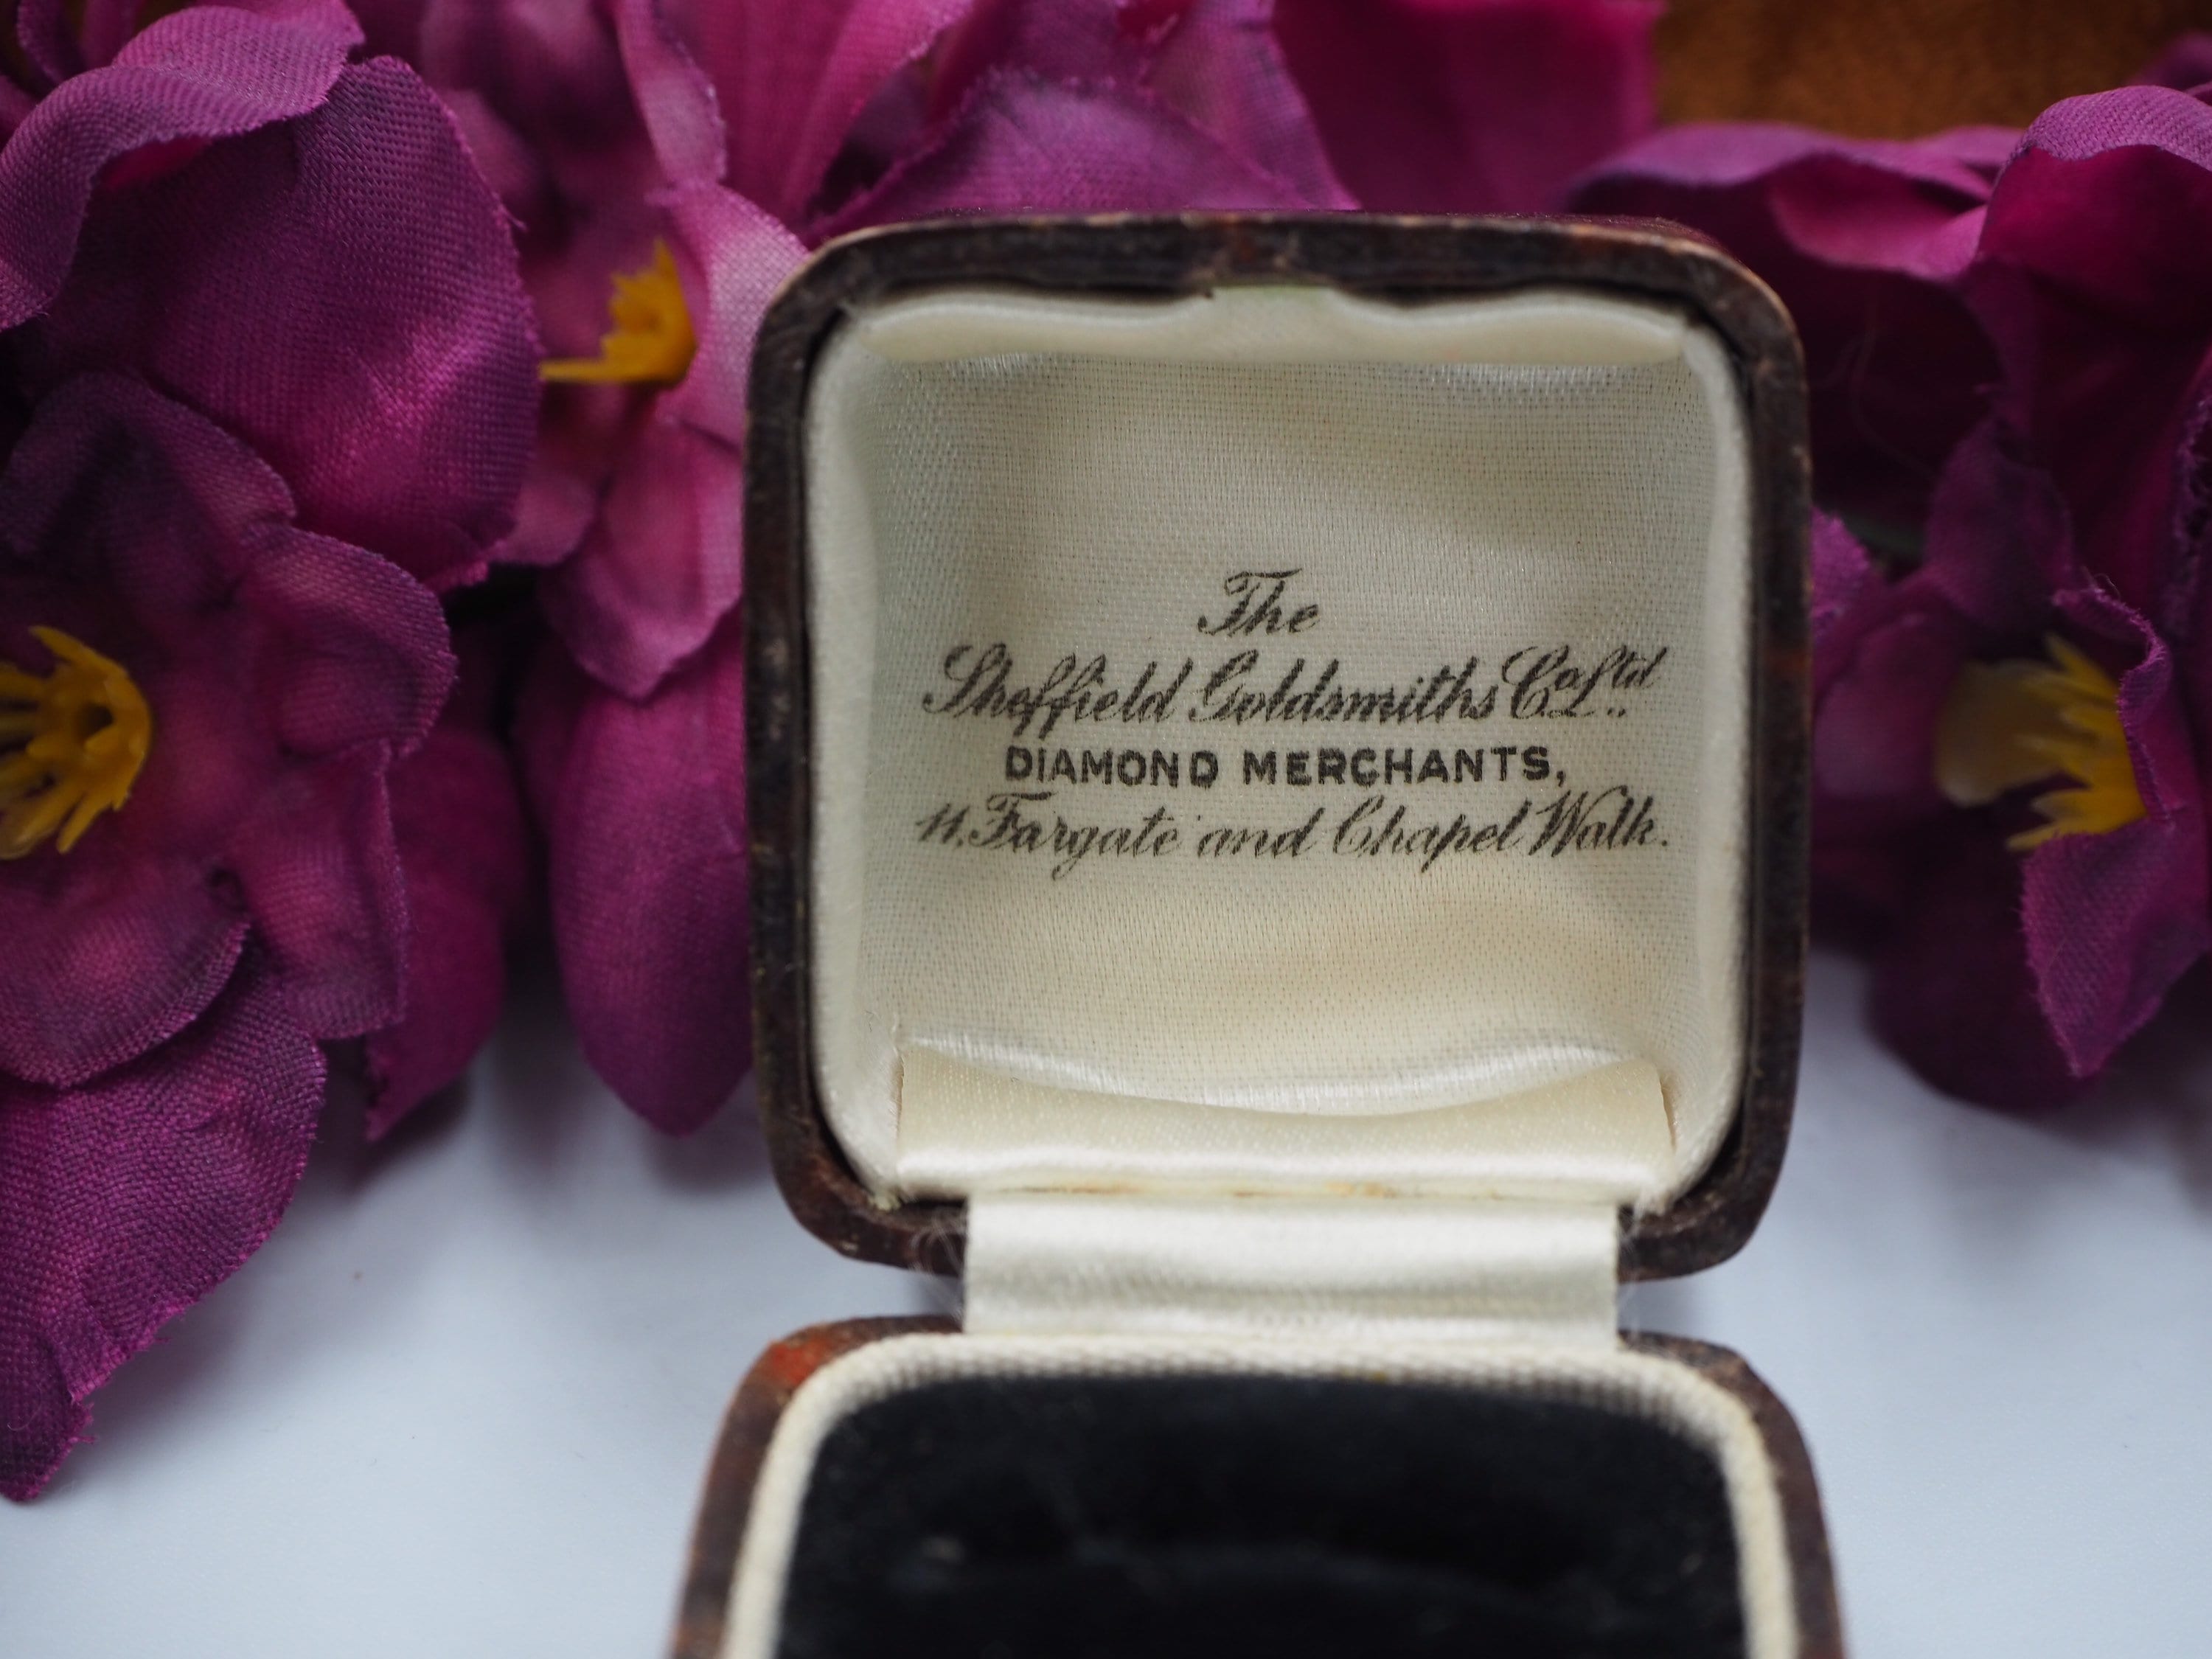 The
Sheffield Goldsmiths Co. Ltd.
DIAMOND MERCHANTS,
11, Fargate and Chapel Walk.